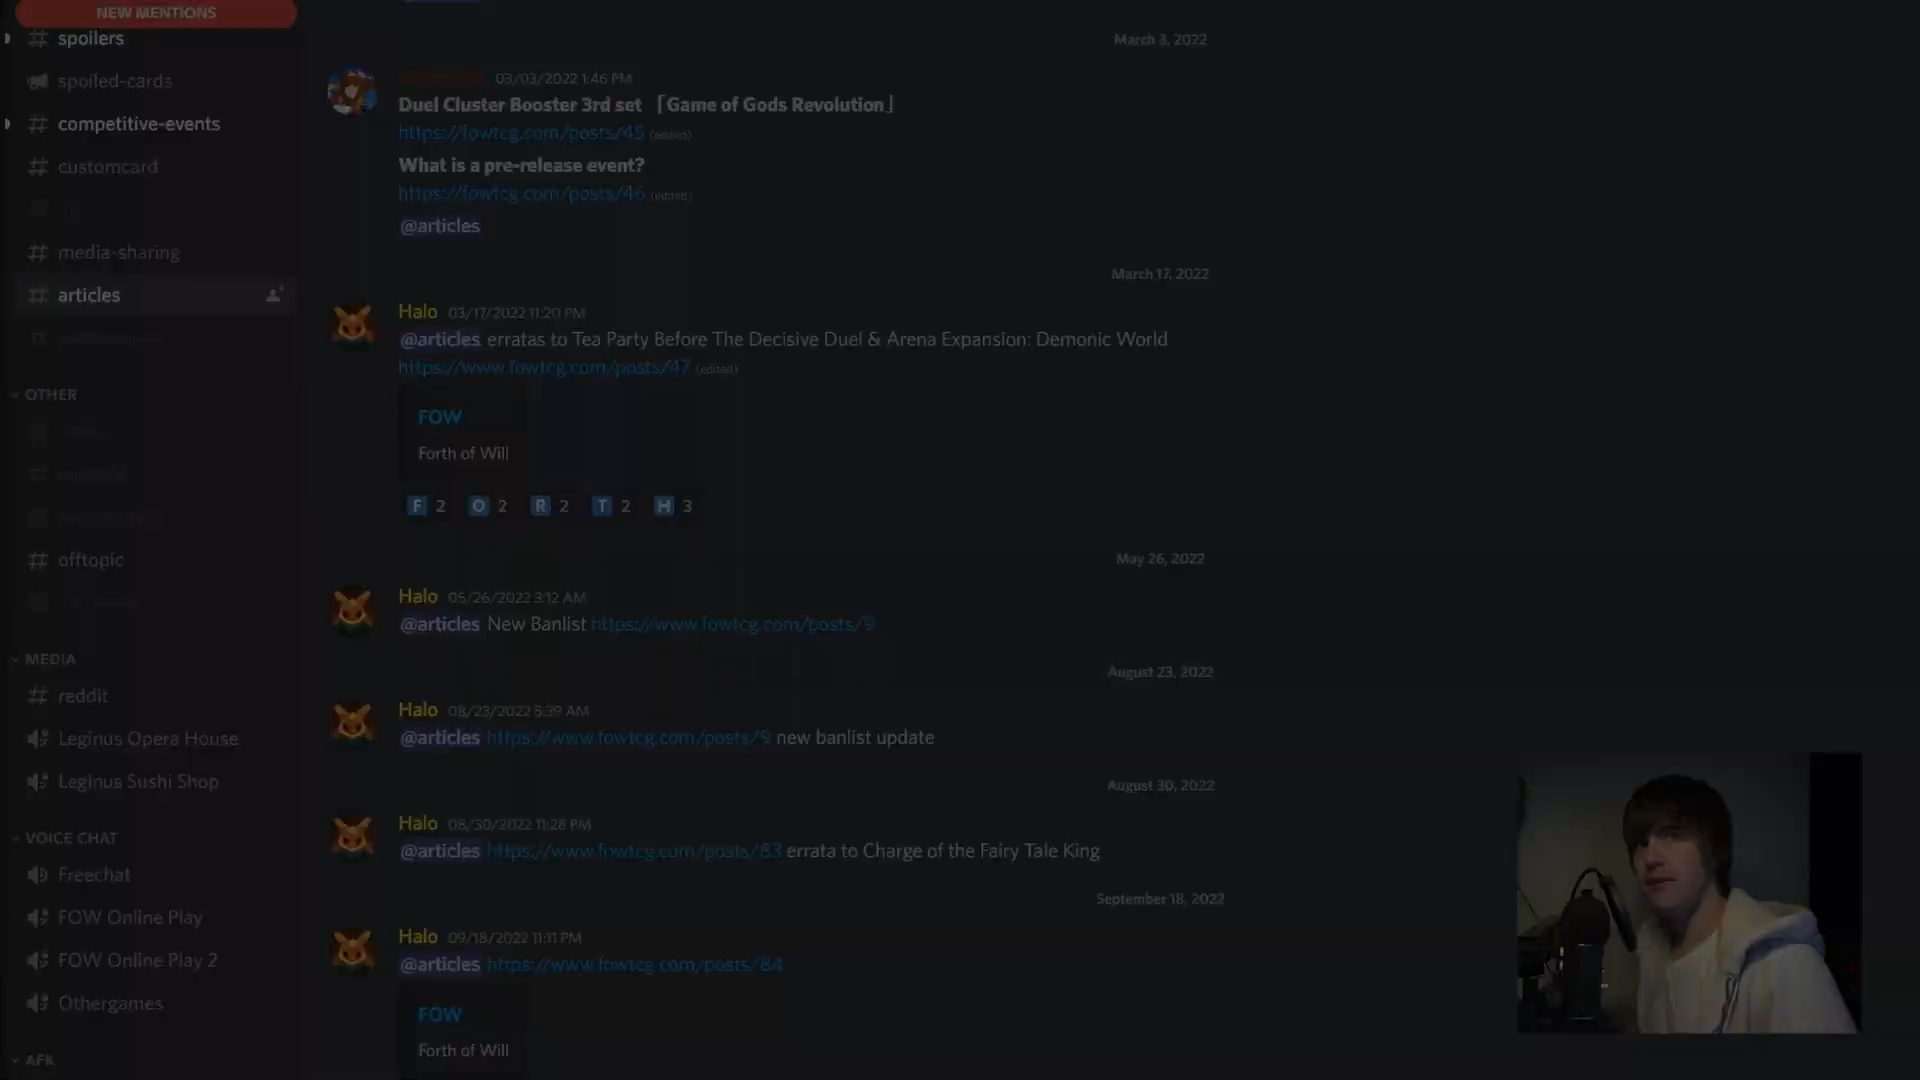 NEW MENTIONS
spoilers
spoiled-cards
competitive-events
customcard
media-sharing
articles
OTHER
offtopic
MEDIA
reddit
Leginus Opera House
Leginus Sushi Shop
VOICE CHAT
Freechat
FOW Online Play
FOW Online Play 2
Othergames
AFK
March 3, 2022
03/03/2022 1:46 PM
Duel Cluster Booster 3rd set 「Game of Gods Revolution」
https://fowtcg.com/posts/45 (edited)
What is a pre-release event?
https://fowtcg.com/posts/46 (edited)
@articles
March 17, 2022
Halo 03/17/2022 11:20 PM
@articles erratas to Tea Party Before The Decisive Duel & Arena Expansion: Demonic World
https://www.fowtcg.com/posts/47 (edited)
FOW
Forth of Will
F 2 O 2 R 2 T 2 H 3
May 26, 2022
Halo 05/26/2022 3:12 AM
@articles New Banlist https://www.fowtcg.com/posts/9
August 23, 2022
Halo 08/23/2022 5:39 AM
@articles https://www.fowtcg.com/posts/9 new banlist update
August 30, 2022
Halo 08/30/2022 11:28 PM
@articles https://www.fowtcg.com/posts/83 errata to Charge of the Fairy Tale King
September 18, 2022
Halo 09/18/2022 11:11 PM
@articles https://www.fowtcg.com/posts/84
FOW
Forth of Will